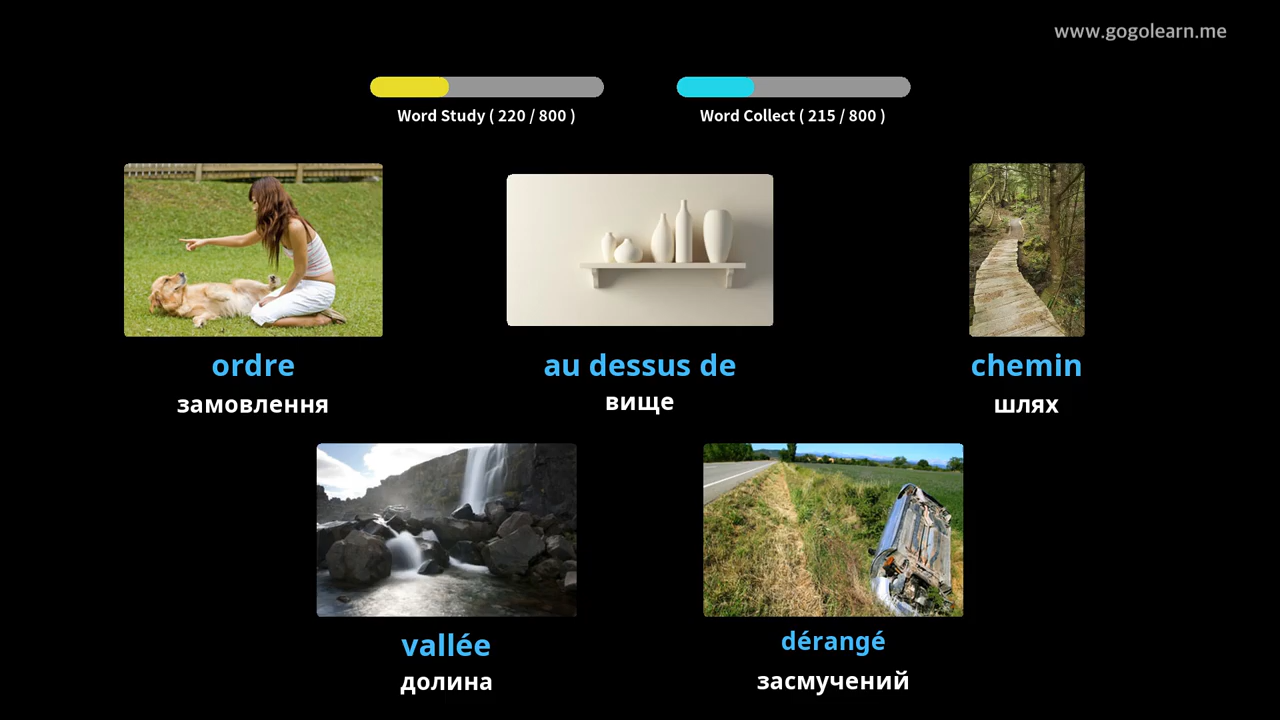 www.gogolearn.me
Word Study ( 220 / 800 )
Word Collect ( 215 / 800 )
ordre
замовлення
au dessus de
вище
chemin
шлях
vallée
долина
dérangé
засмучений